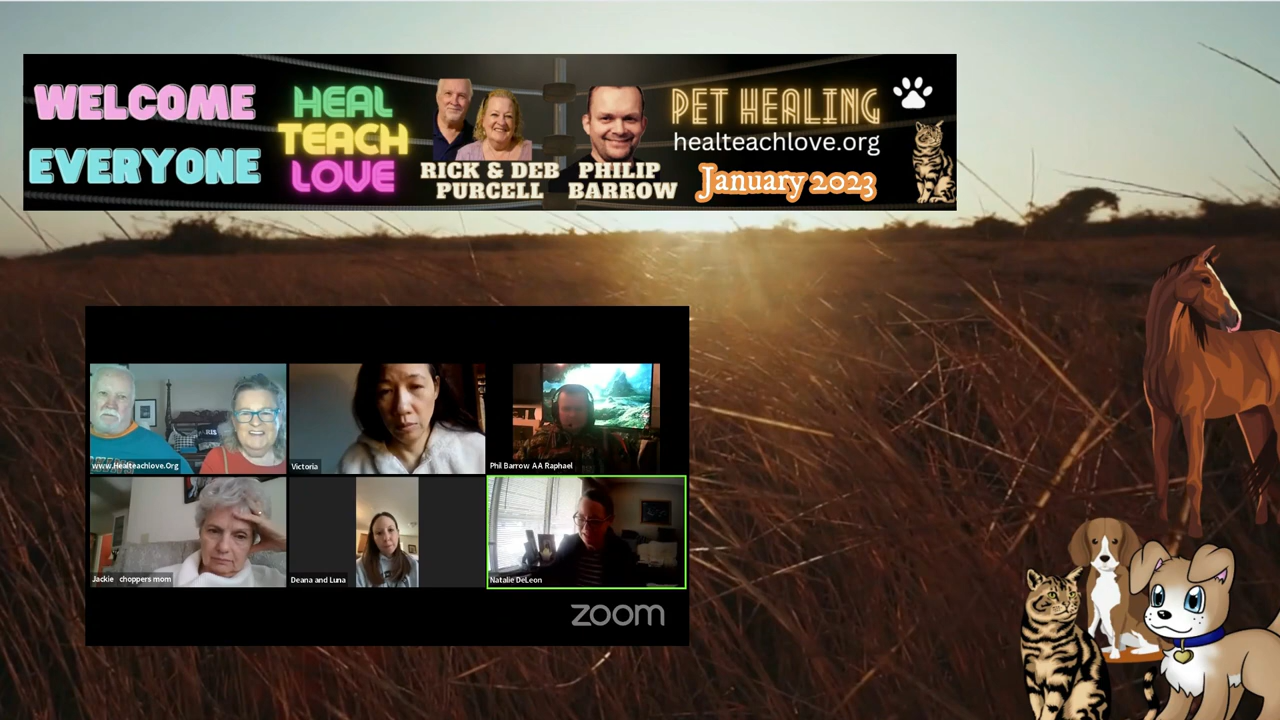 WELCOME
EVERYONE
HEAL
TEACH
LOVE
RICK & DEB
PURCELL
PHILIP
BARROW
PET HEALING
healteachlove.org
January 2023
www.Healteachlove.Org
Victoria
Phil Barrow AA Raphael
Jackie choppers mom
Deana and Luna
Natalie DeLeon
zoom